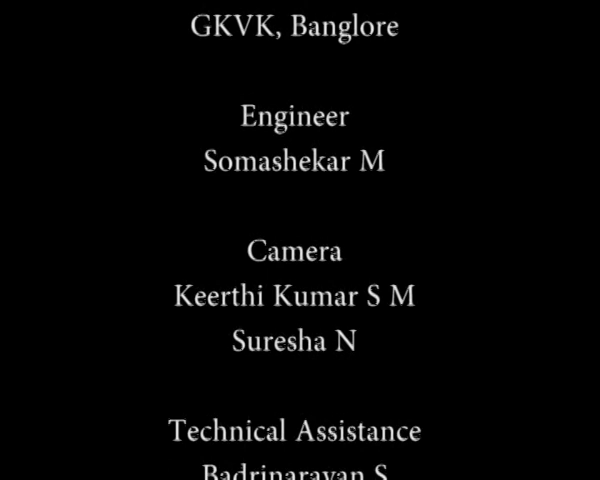 GKVK, Banglore
Engineer
Somashekar M
Camera
Keerthi Kumar S M
Suresha N
Technical Assistance
Badrinarayan S